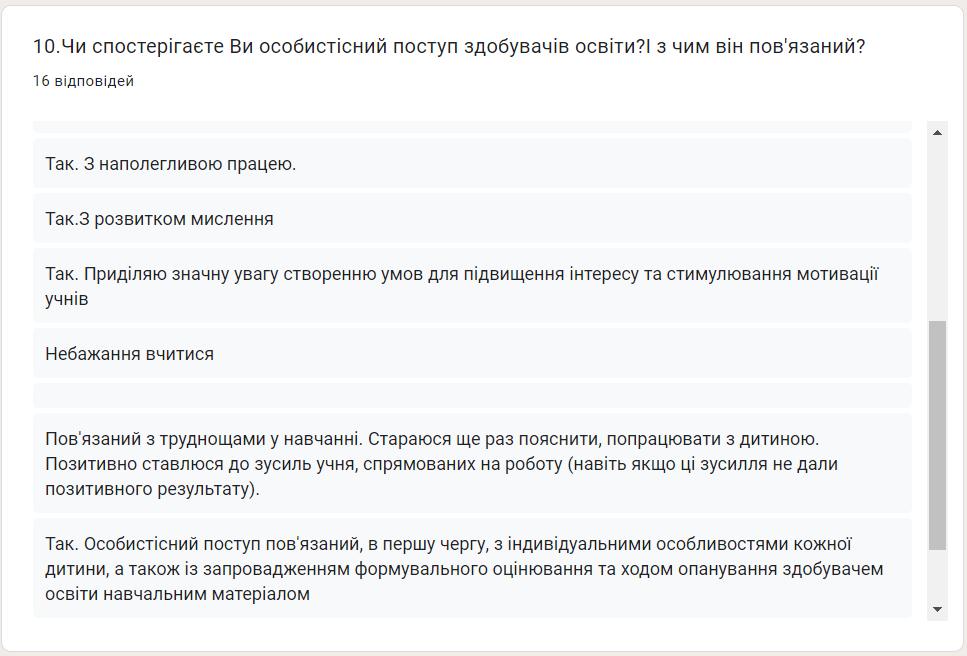 10.Чи спостерігаєте Ви особистісний поступ здобувачів освіти?І з чим він пов'язаний?
16 відповідей
Так. З наполегливою працею.
Так.З розвитком мислення
Так. Приділяю значну увагу створенню умов для підвищення інтересу та стимулювання мотивації
учнів
Небажання вчитися
Пов'язаний з труднощами у навчанні. Стараюся ще раз пояснити, попрацювати з дитиною.
Позитивно ставлюся до зусиль учня, спрямованих на роботу (навіть якщо ці зусилля не дали
позитивного результату).
Так. Особистісний поступ пов'язаний, в першу чергу, з індивідуальними особливостями кожної
дитини, а також із запровадженням формувального оцінювання та ходом опанування здобувачем
освіти навчальним матеріалом